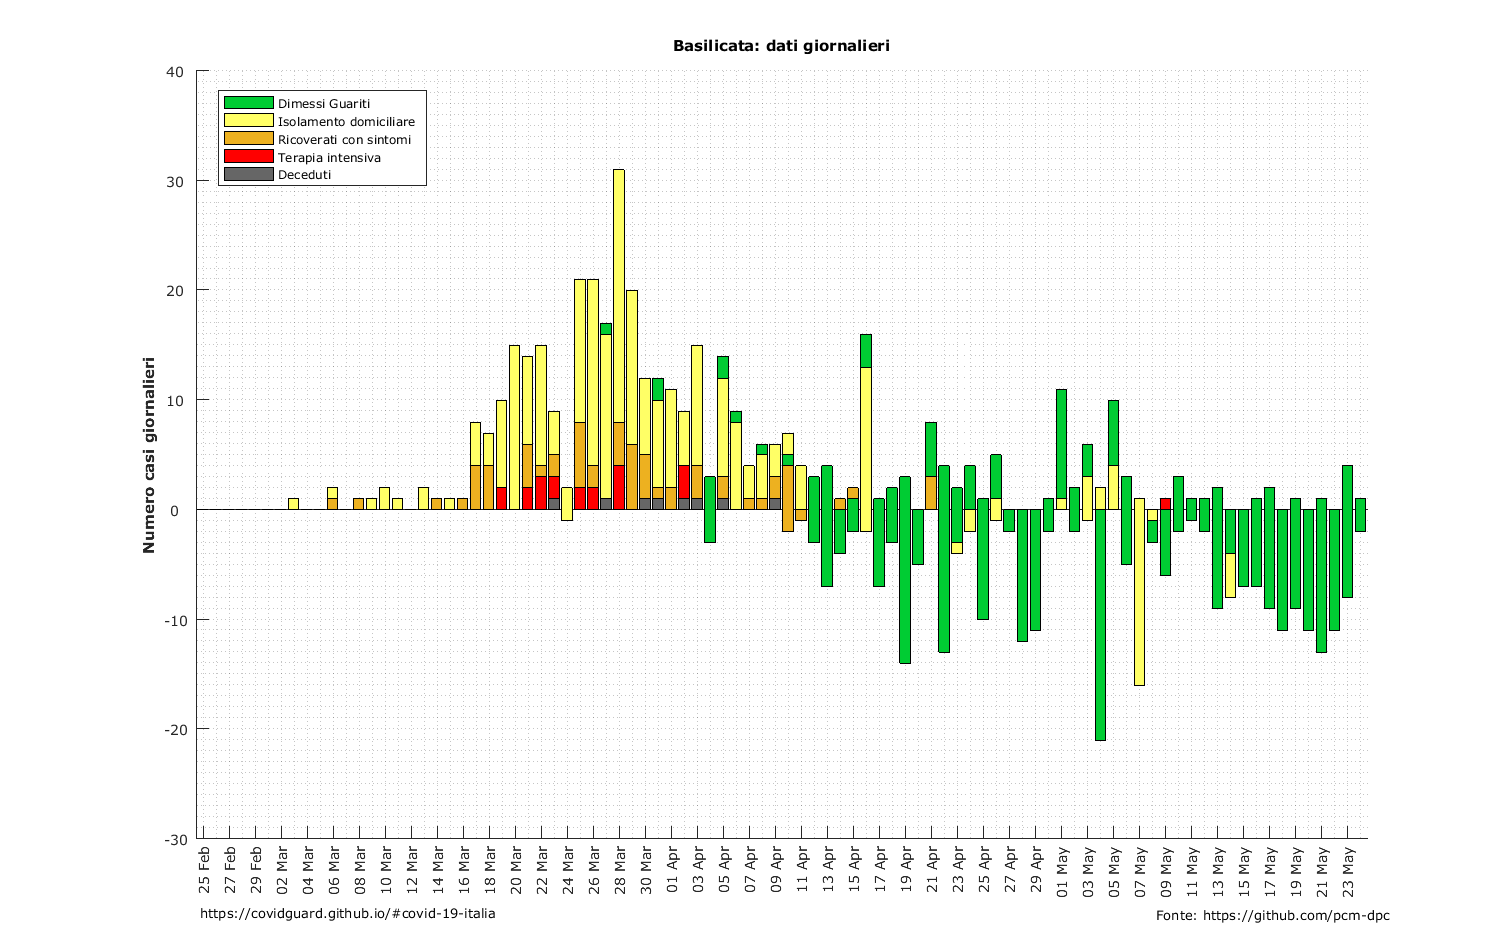 Basilicata: dati giornalieri
Numero casi giornalieri
40
30
20
10
0
-10
-20
-30
Dimessi Guariti
Isolamento domiciliare
Ricoverati con sintomi
Terapia intensiva
Deceduti
25 Feb
27 Feb
29 Feb
02 Mar
04 Mar
06 Mar
08 Mar
10 Mar
12 Mar
14 Mar
16 Mar
18 Mar
20 Mar
22 Mar
24 Mar
26 Mar
28 Mar
30 Mar
01 Apr
03 Apr
05 Apr
07 Apr
09 Apr
11 Apr
13 Apr
15 Apr
17 Apr
19 Apr
21 Apr
23 Apr
25 Apr
27 Apr
29 Apr
01 May
03 May
05 May
07 May
09 May
11 May
13 May
15 May
17 May
19 May
21 May
23 May
https://covidguard.github.io/#covid-19-italia
Fonte: https://github.com/pcm-dpc